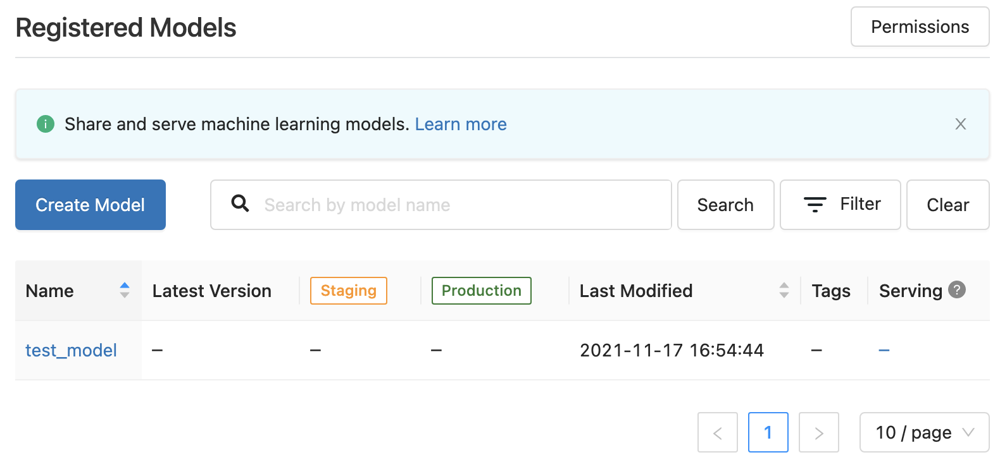 Registered Models Permissions
Share and serve machine learning models. Learn more
Create Model Search by model name Search Filter Clear
Name Latest Version Staging Production Last Modified Tags Serving ?
test_model – – – 2021-11-17 16:54:44 – –
< 1 > 10 / page